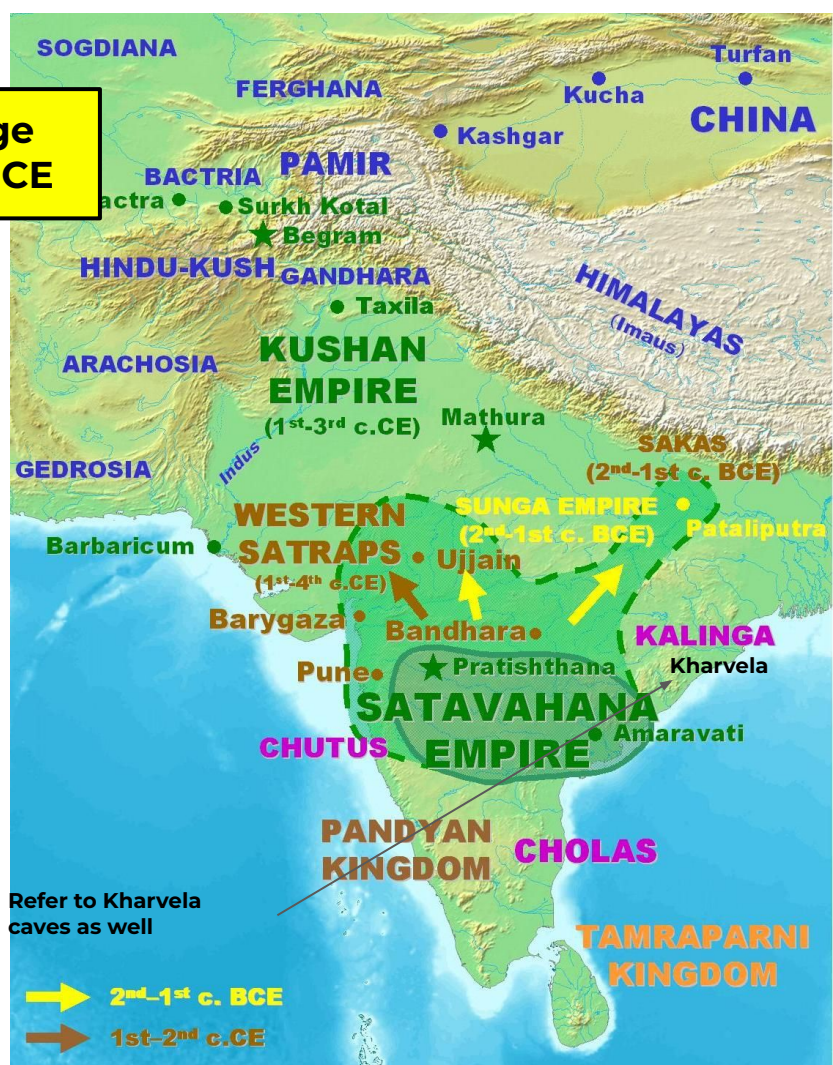 SOGDIANA
Turfan
FERGHANA
Kucha
CHINA
Kashgar
ge
CE
PAMIR
BACTRIA
actra
Surkh Kotal
Begram
HINDU-KUSH
GANDHARA
HIMALAYAS
(Imaus)
Taxila
ARACHOSIA
KUSHAN
EMPIRE
(1st-3rd c.CE)
Mathura
SAKAS
(2nd-1st c. BCE)
GEDROSIA
Indus
WESTERN
SATRAPS
(1st-4th c.CE)
SUNGA EMPIRE
(2nd-1st c. BCE)
Pataliputra
Barbaricum
Ujjain
Barygaza
Bandhara
KALINGA
Kharvela
Pune
Pratishthana
SATAVAHANA
EMPIRE
Amaravati
CHUTUS
PANDYAN
KINGDOM
CHOLAS
Refer to Kharvela
caves as well
TAMRAPARNI
KINGDOM
2nd–1st c. BCE
1st–2nd c.CE